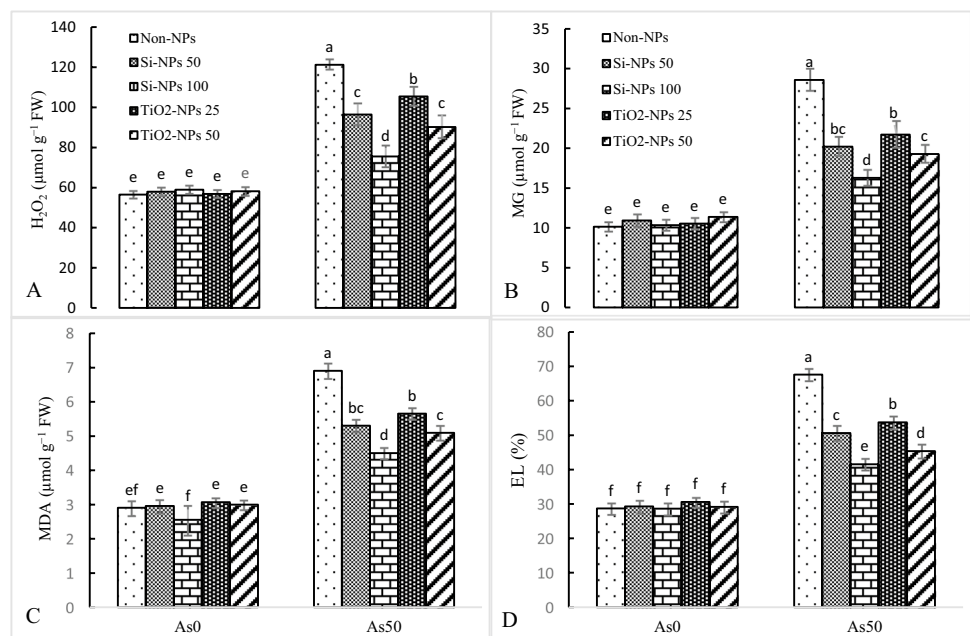 140
120
100
80
60
40
20
0
H₂O₂ (µmol g⁻¹ FW)
Non-NPs
Si-NPs 50
Si-NPs 100
TiO2-NPs 25
TiO2-NPs 50
e e e e e
a c d b c
A
35
30
25
20
15
10
5
0
MG (µmol g⁻¹ FW)
Non-NPs
Si-NPs 50
Si-NPs 100
TiO2-NPs 25
TiO2-NPs 50
e e e e e
a bc d b c
B
8
7
6
5
4
3
2
1
0
MDA (µmol g⁻¹ FW)
ef e f e e
a bc d b c
C
As0 As50
80
70
60
50
40
30
20
10
0
EL (%)
f f f f f
a c e b d
D
As0 As50